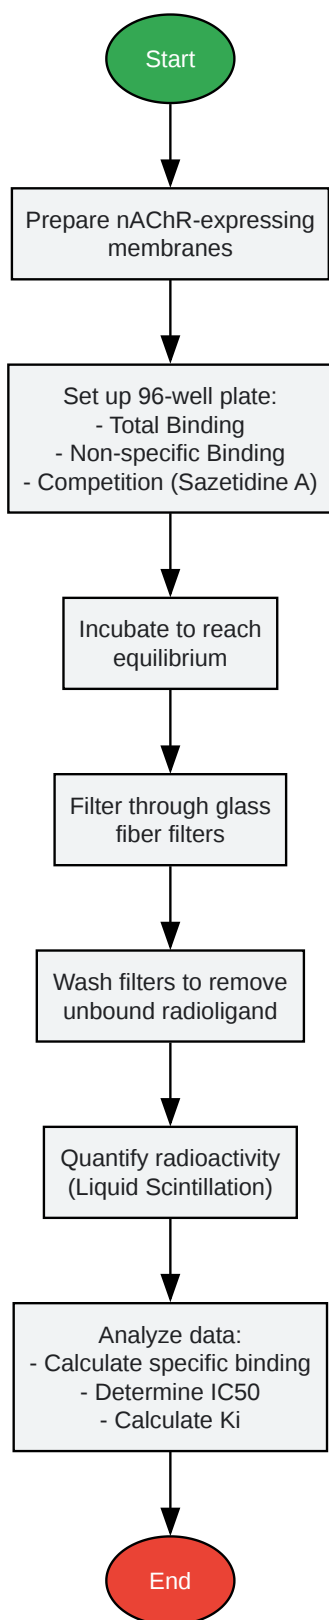 Start
Prepare nAChR-expressing
membranes
Set up 96-well plate:
- Total Binding
- Non-specific Binding
- Competition (Sazetidine A)
Incubate to reach
equilibrium
Filter through glass
fiber filters
Wash filters to remove
unbound radioligand
Quantify radioactivity
(Liquid Scintillation)
Analyze data:
- Calculate specific binding
- Determine IC50
- Calculate Ki
End